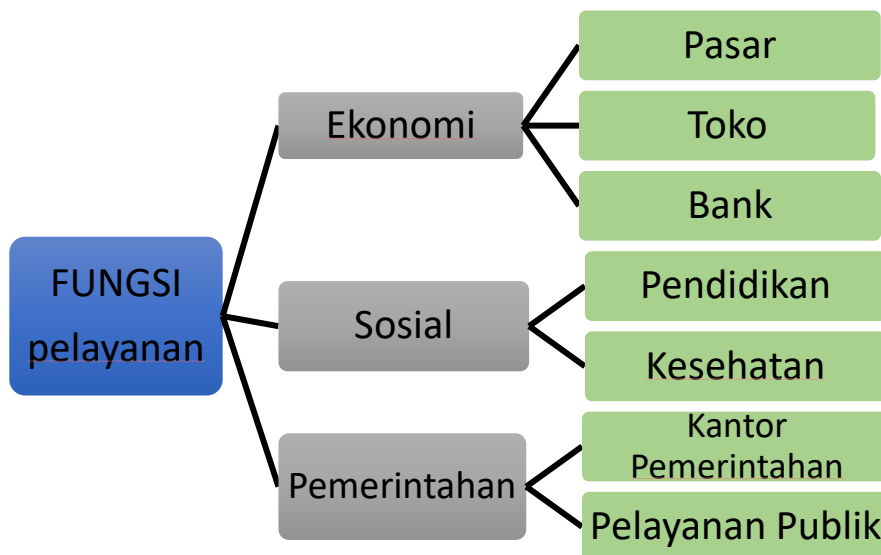 FUNGSI
pelayanan
Ekonomi
Pasar
Toko
Bank
Sosial
Pendidikan
Kesehatan
Pemerintahan
Kantor
Pemerintahan
Pelayanan Publik